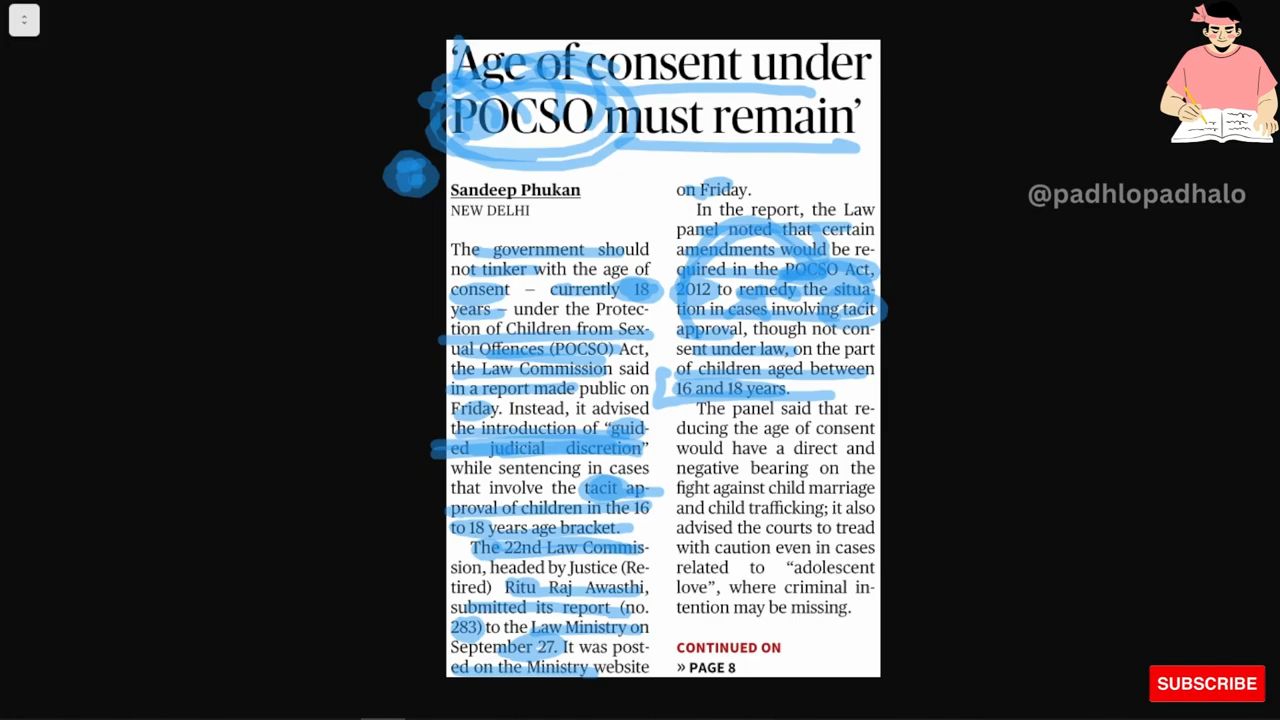 ‘Age of consent under
POCSO must remain’
Sandeep Phukan
NEW DELHI
The government should
not tinker with the age of
consent – currently 18
years – under the Protec-
tion of Children from Sex-
ual Offences (POCSO) Act,
the Law Commission said
in a report made public on
Friday. Instead, it advised
the introduction of “guid-
ed judicial discretion”
while sentencing in cases
that involve the tacit ap-
proval of children in the 16
to 18 years age bracket.
The 22nd Law Commis-
sion, headed by Justice (Re-
tired) Ritu Raj Awasthi,
submitted its report (no.
283) to the Law Ministry on
September 27. It was post-
ed on the Ministry website
on Friday.
In the report, the Law
panel noted that certain
amendments would be re-
quired in the POCSO Act,
2012 to remedy the situa-
tion in cases involving tacit
approval, though not con-
sent under law, on the part
of children aged between
16 and 18 years.
The panel said that re-
ducing the age of consent
would have a direct and
negative bearing on the
fight against child marriage
and child trafficking; it also
advised the courts to tread
with caution even in cases
related to “adolescent
love”, where criminal in-
tention may be missing.
CONTINUED ON
» PAGE 8
@padhlopadhalo
SUBSCRIBE